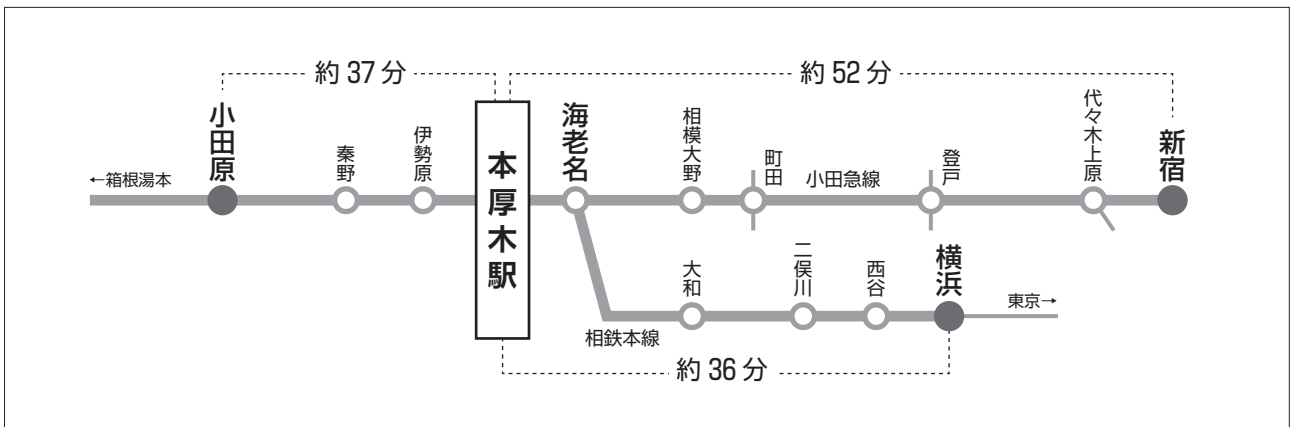 約 37 分
約 52 分
←箱根湯本
小田原
秦野
伊勢原
本厚木駅
海老名
相模大野
町田
小田急線
登戸
代々木上原
新宿
相鉄本線
大和
二俣川
西谷
横浜
東京→
約 36 分